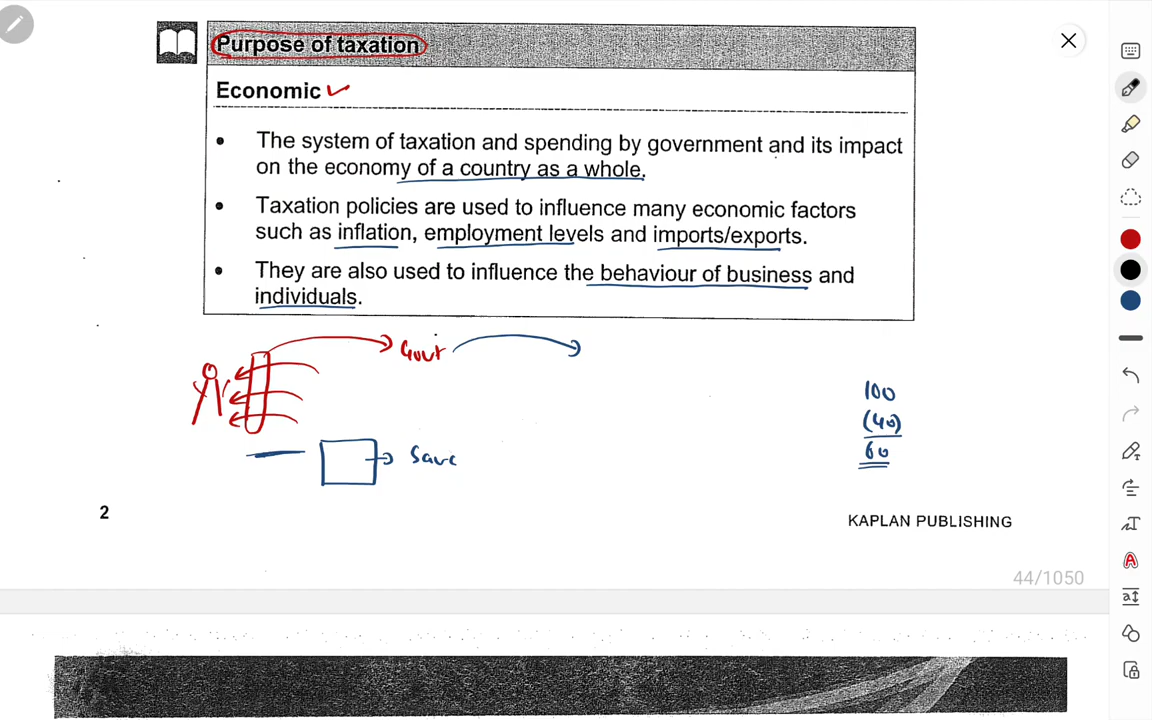 Purpose of taxation
Economic
• The system of taxation and spending by government and its impact
on the economy of a country as a whole.
• Taxation policies are used to influence many economic factors
such as inflation, employment levels and imports/exports.
• They are also used to influence the behaviour of business and
individuals.
Govt
100
(40)
60
Save
2
KAPLAN PUBLISHING
44/1050